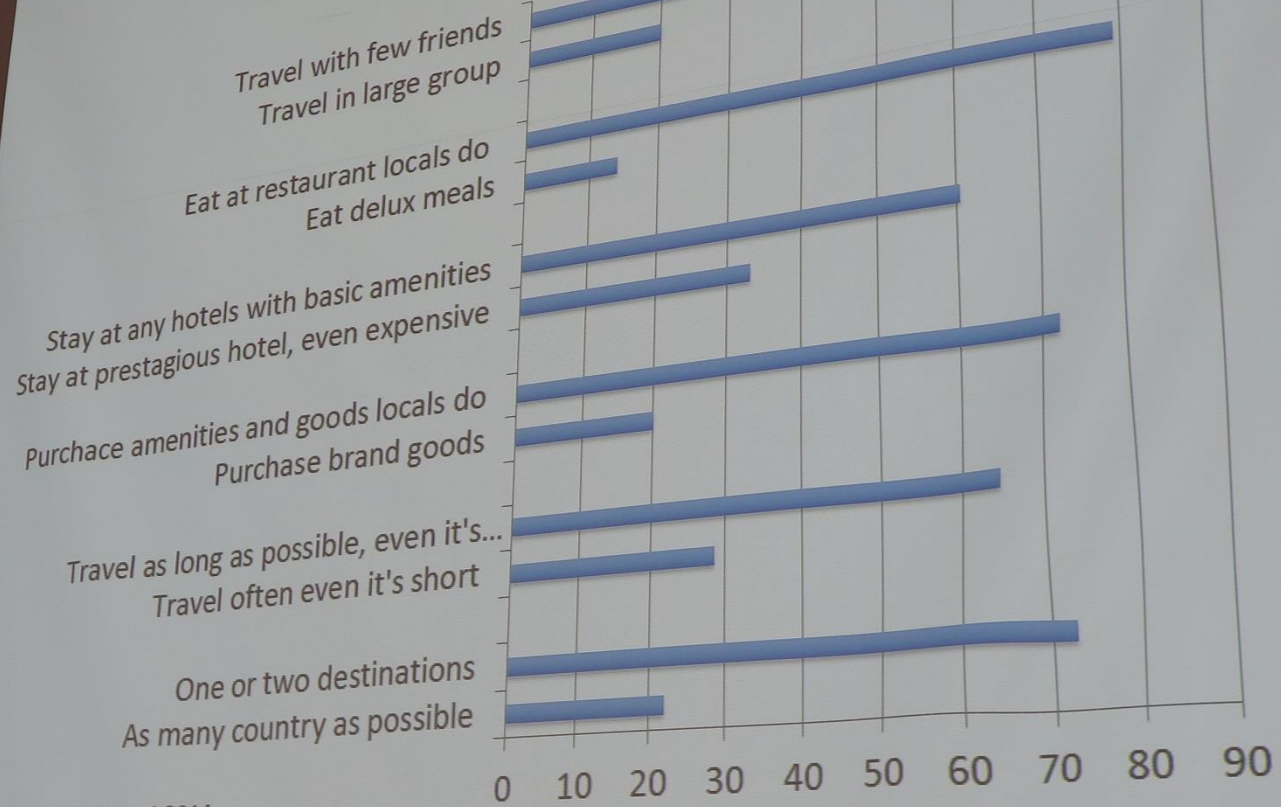 Travel with few friends
Travel in large group
Eat at restaurant locals do
Eat delux meals
Stay at any hotels with basic amenities
Stay at prestagious hotel, even expensive
Purchace amenities and goods locals do
Purchase brand goods
Travel as long as possible, even it's...
Travel often even it's short
One or two destinations
As many country as possible
0 10 20 30 40 50 60 70 80 90